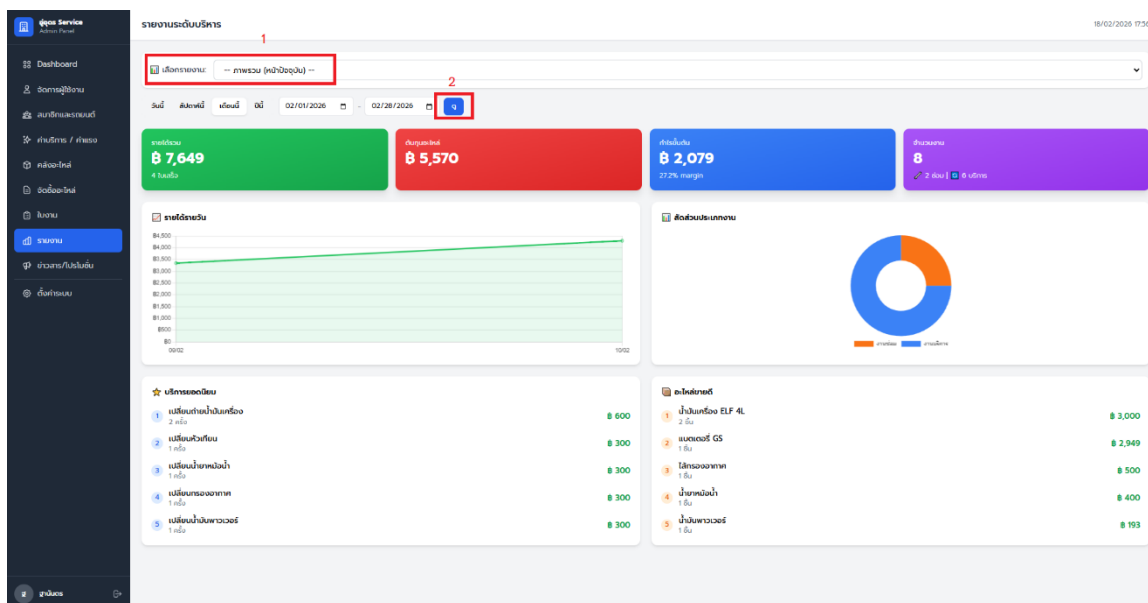 Service
Admin Panel
รายงานระดับบริหาร
18/02/2026 17:56
1
Dashboard
จัดการผู้ใช้งาน
สมาชิกและรถยนต์
ค่าบริการ / ค่าแรง
คลังอะไหล่
จัดซื้ออะไหล่
ใบงาน
รายงาน
ข่าวสาร/โปรโมชั่น
ตั้งค่าระบบ
เลือกรายงาน:
-- ภาพรวม (หน้าปัจจุบัน) --
2
วันนี้ สัปดาห์นี้ เดือนนี้ ปีนี้ 02/01/2026 - 02/28/2026 ดู
รายได้รวม
฿ 7,649
4 ใบเสร็จ
ต้นทุนอะไหล่
฿ 5,570
กำไรขั้นต้น
฿ 2,079
27.2% margin
จำนวนงาน
8
2 ซ่อม | 6 บริการ
รายได้รายวัน
฿4,500
฿4,000
฿3,500
฿3,000
฿2,500
฿2,000
฿1,500
฿1,000
฿500
฿0
09/02 10/02
สัดส่วนประเภทงาน
งานซ่อม งานบริการ
บริการยอดนิยม
1 เปลี่ยนถ่ายน้ำมันเครื่อง ฿ 600
2 ครั้ง
2 เปลี่ยนหัวเทียน ฿ 300
1 ครั้ง
3 เปลี่ยนน้ำยาหม้อน้ำ ฿ 300
1 ครั้ง
4 เปลี่ยนกรองอากาศ ฿ 300
1 ครั้ง
5 เปลี่ยนน้ำมันพาวเวอร์ ฿ 300
1 ครั้ง
อะไหล่ขายดี
1 น้ำมันเครื่อง ELF 4L ฿ 3,000
2 ชิ้น
2 แบตเตอรี่ GS ฿ 2,949
1 ชิ้น
3 ไส้กรองอากาศ ฿ 500
1 ชิ้น
4 น้ำยาหม้อน้ำ ฿ 400
1 ชิ้น
5 น้ำมันพาวเวอร์ ฿ 193
1 ชิ้น